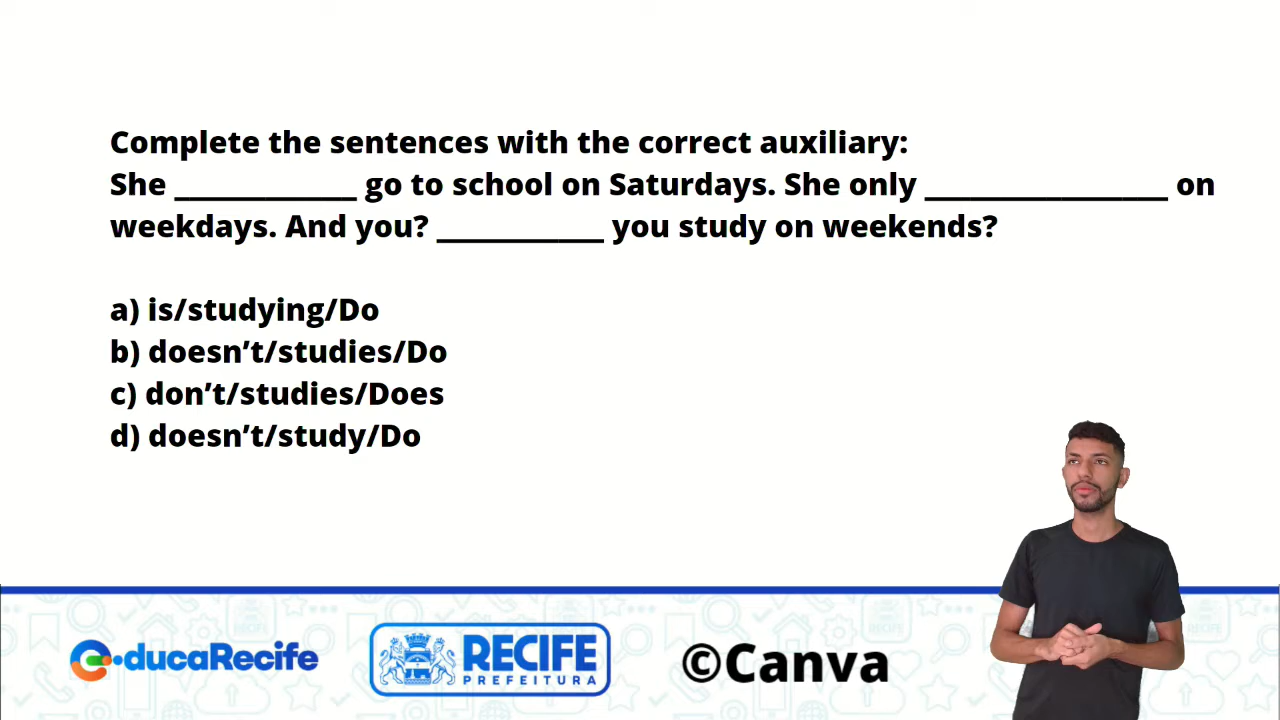 Complete the sentences with the correct auxiliary:
She ____________ go to school on Saturdays. She only ________________ on
weekdays. And you? ___________ you study on weekends?
a) is/studying/Do
b) doesn’t/studies/Do
c) don’t/studies/Does
d) doesn’t/study/Do
educaRecife
RECIFE
PREFEITURA
©Canva